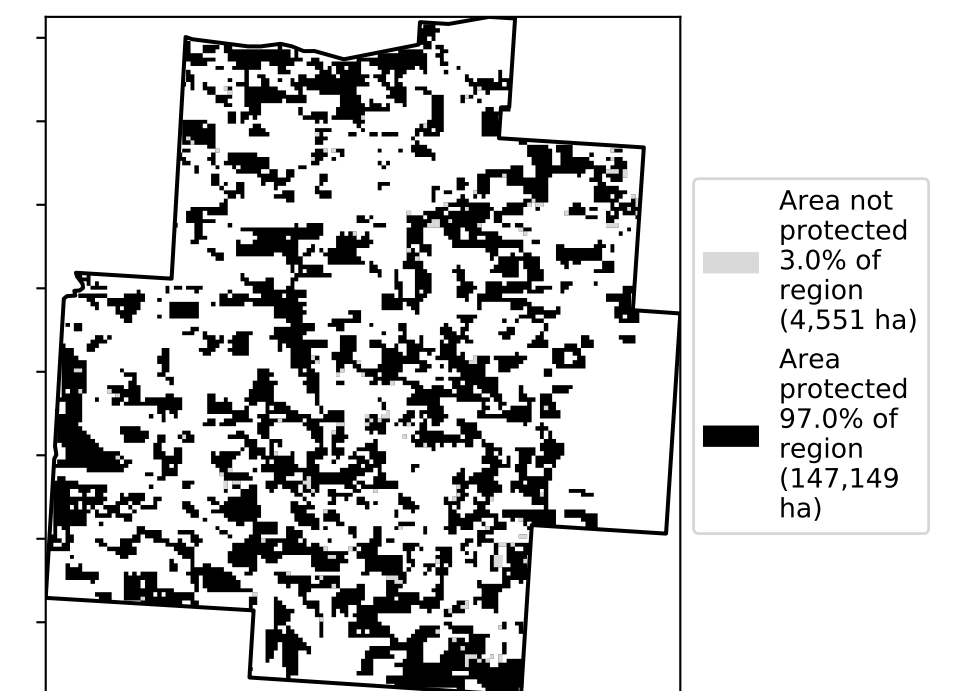 Area not
protected
3.0% of
region
(4,551 ha)
Area
protected
97.0% of
region
(147,149
ha)